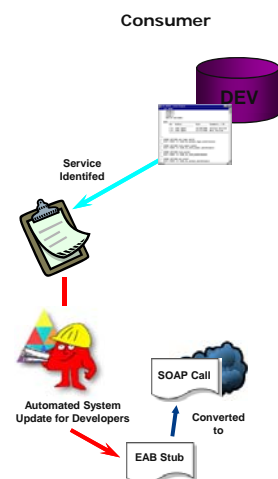 Consumer
DEV
Service
Identifed
SOAP Call
Automated System
Update for Developers
Converted
to
EAB Stub